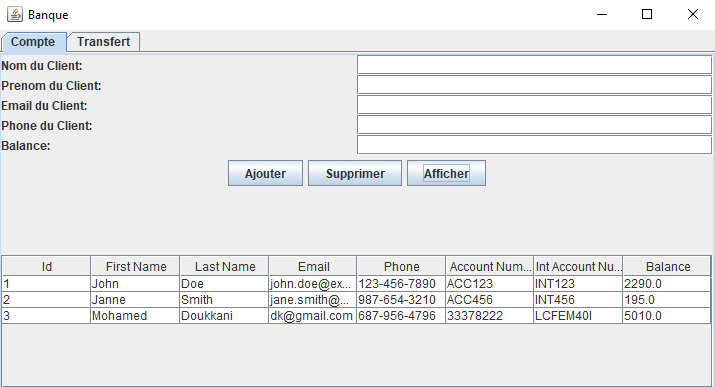 Banque
Compte Transfert
Nom du Client:
Prenom du Client:
Email du Client:
Phone du Client:
Balance:
Ajouter Supprimer Afficher
Id First Name Last Name Email Phone Account Num... Int Account Nu... Balance
1 John Doe john.doe@ex... 123-456-7890 ACC123 INT123 2290.0
2 Janne Smith jane.smith@... 987-654-3210 ACC456 INT456 195.0
3 Mohamed Doukkani dk@gmail.com 687-956-4796 33378222 LCFEM40I 5010.0